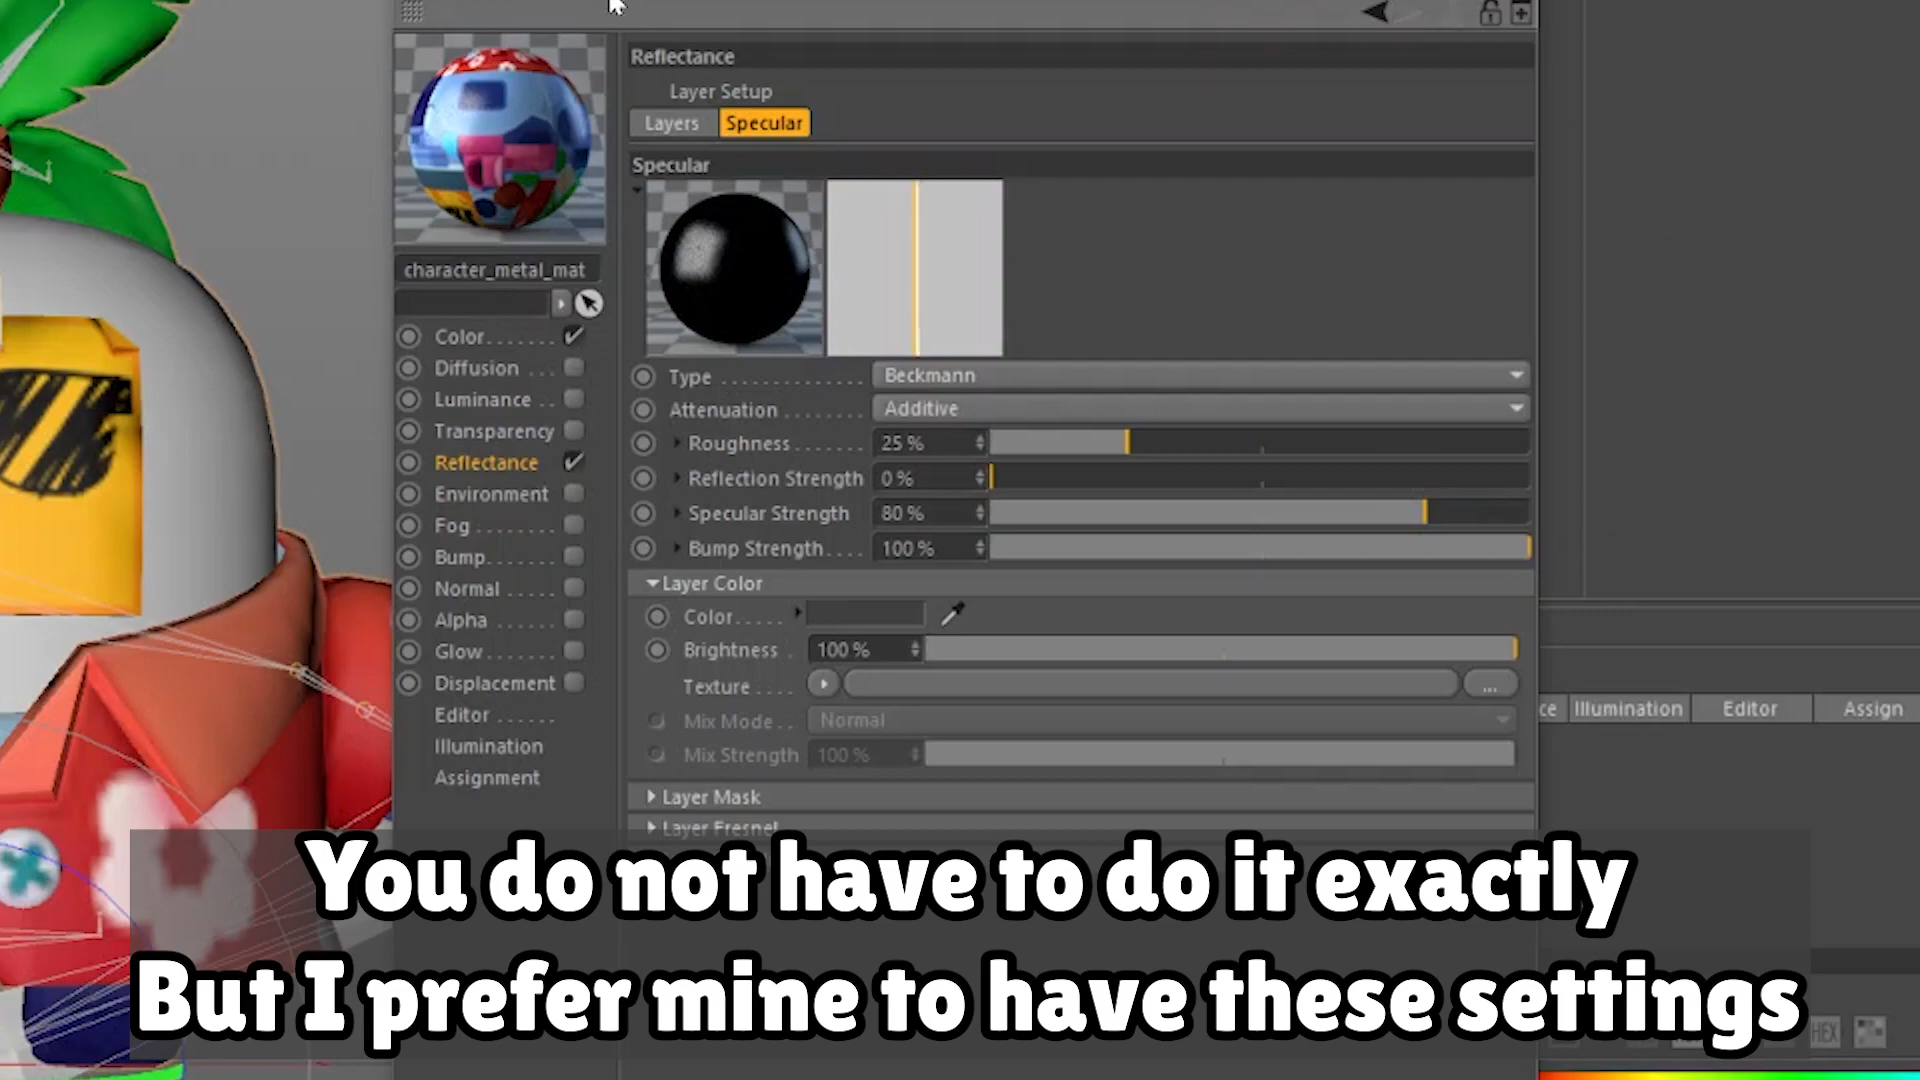 Reflectance
Layer Setup
Layers Specular
Specular
character_metal_mat
Color
Diffusion
Luminance
Transparency
Reflectance
Environment
Fog
Bump
Normal
Alpha
Glow
Displacement
Editor
Illumination
Assignment
Type Beckmann
Attenuation Additive
Roughness 25 %
Reflection Strength 0 %
Specular Strength 80 %
Bump Strength 100 %
Layer Color
Color
Brightness 100 %
Texture ...
Mix Mode Normal
Mix Strength 100 %
Layer Mask
Layer Fresnel
ce Illumination Editor Assign
You do not have to do it exactly
But I prefer mine to have these settings
HEX